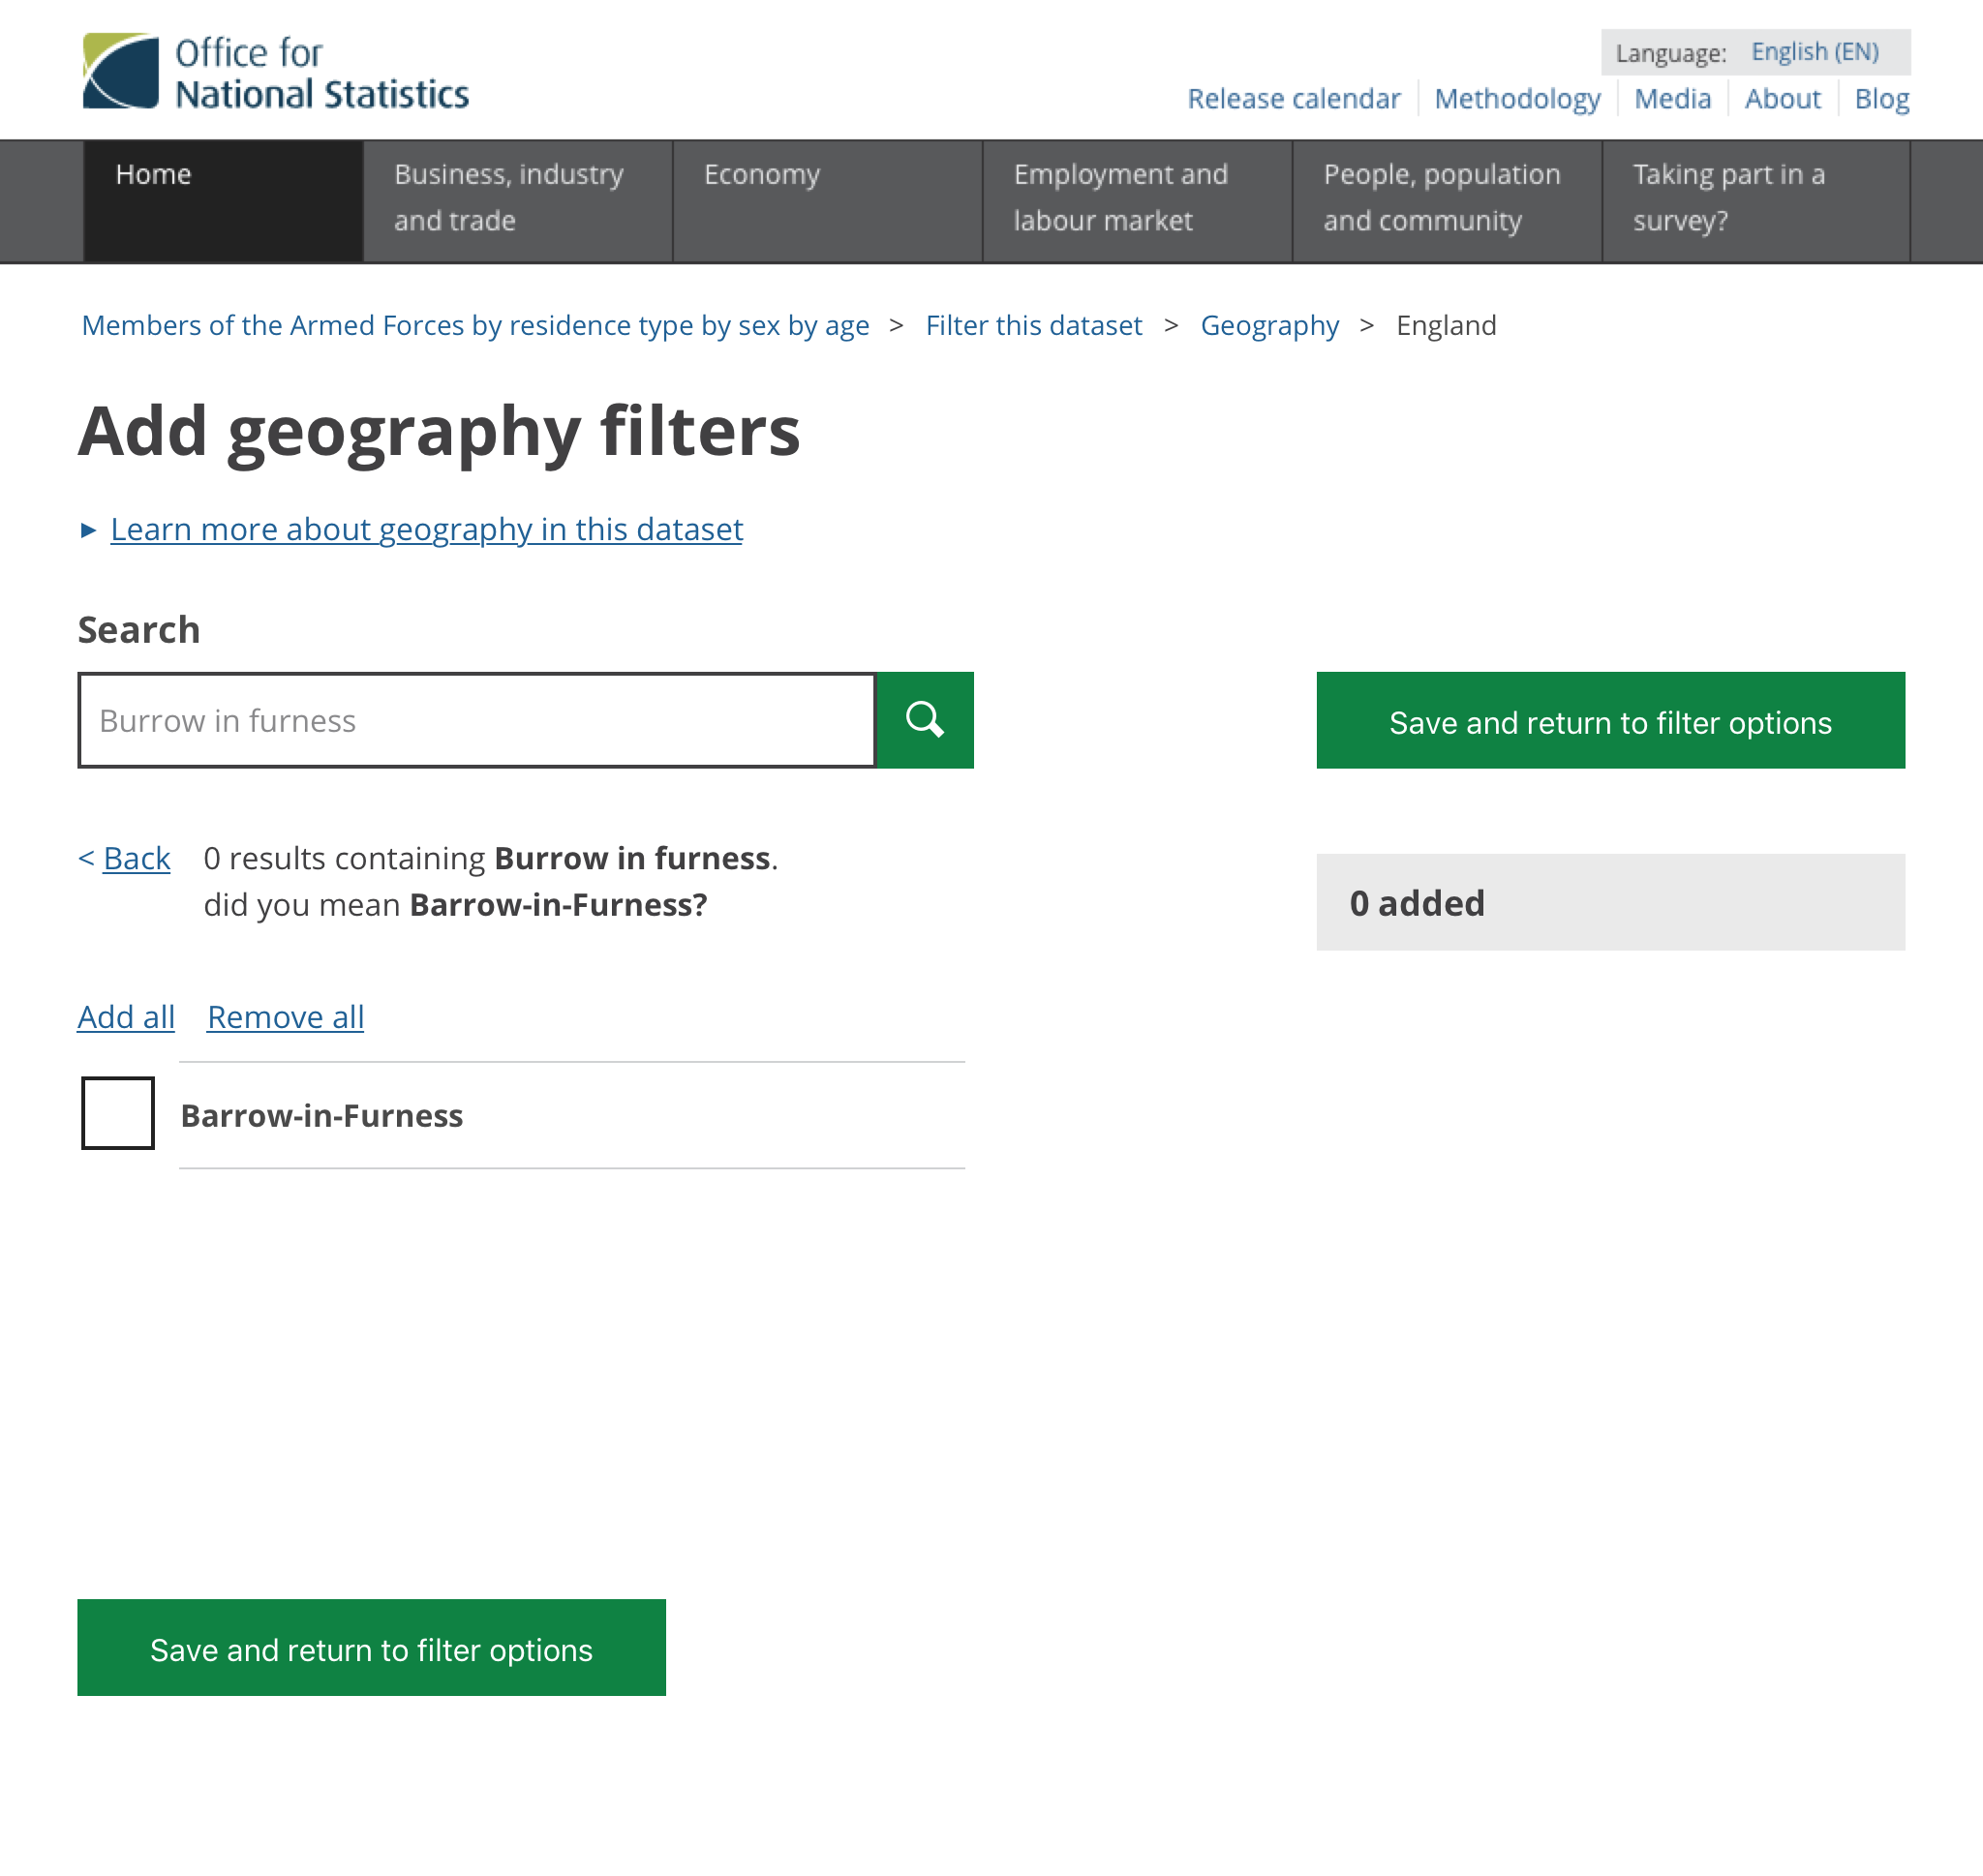 Office for
National Statistics
Language: English (EN)
Release calendar Methodology Media About Blog
Home
Business, industry
and trade
Economy
Employment and
labour market
People, population
and community
Taking part in a
survey?
Members of the Armed Forces by residence type by sex by age > Filter this dataset > Geography > England
Add geography filters
Learn more about geography in this dataset
Search
Burrow in furness
Save and return to filter options
< Back 0 results containing Burrow in furness.
did you mean Barrow-in-Furness?
0 added
Add all Remove all
Barrow-in-Furness
Save and return to filter options